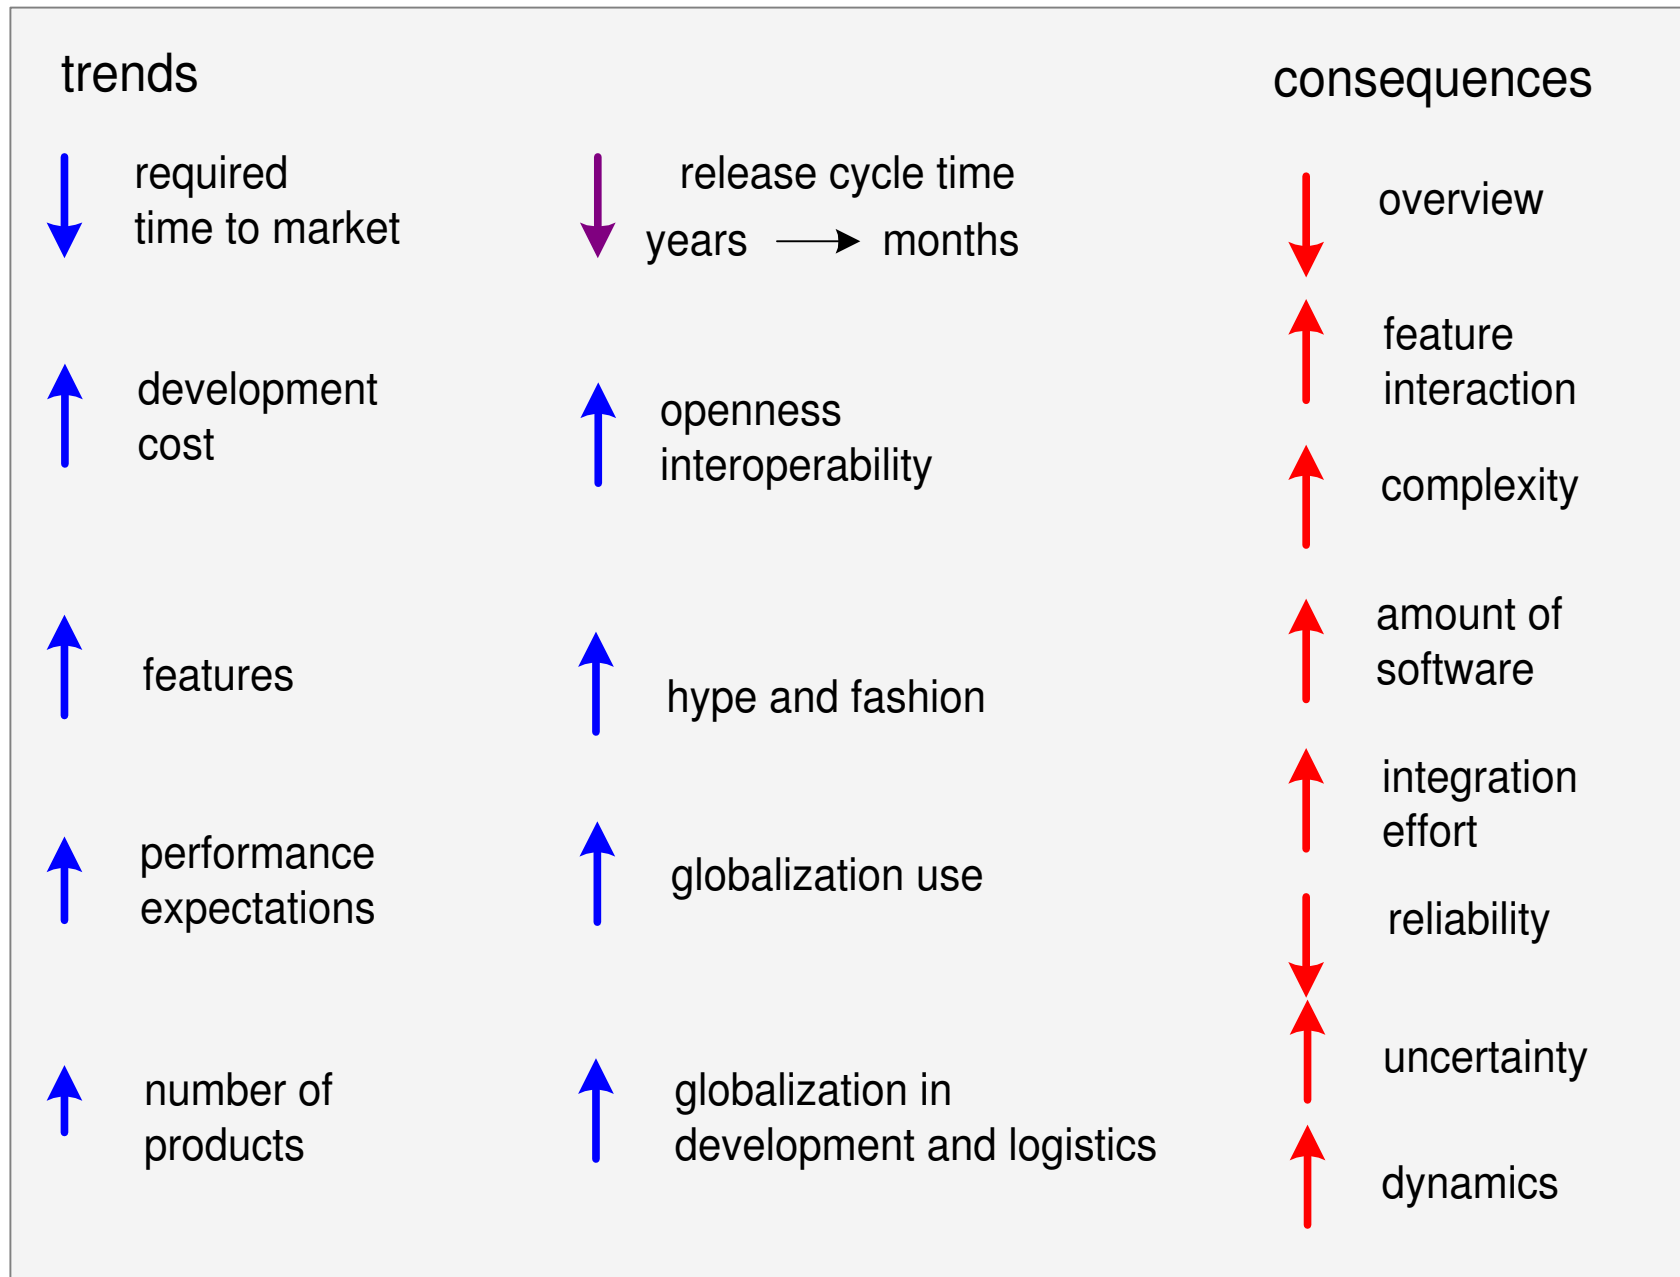 trends
required
time to market
development
cost
features
performance
expectations
number of
products
release cycle time
years months
openness
interoperability
hype and fashion
globalization use
globalization in
development and logistics
consequences
overview
feature
interaction
complexity
amount of
software
integration
effort
reliability
uncertainty
dynamics